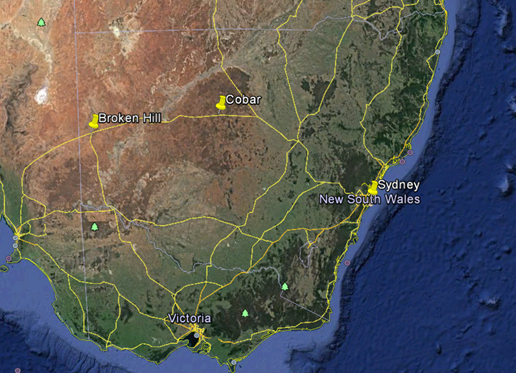 Cobar
Broken Hill
Sydney
New South Wales
Victoria